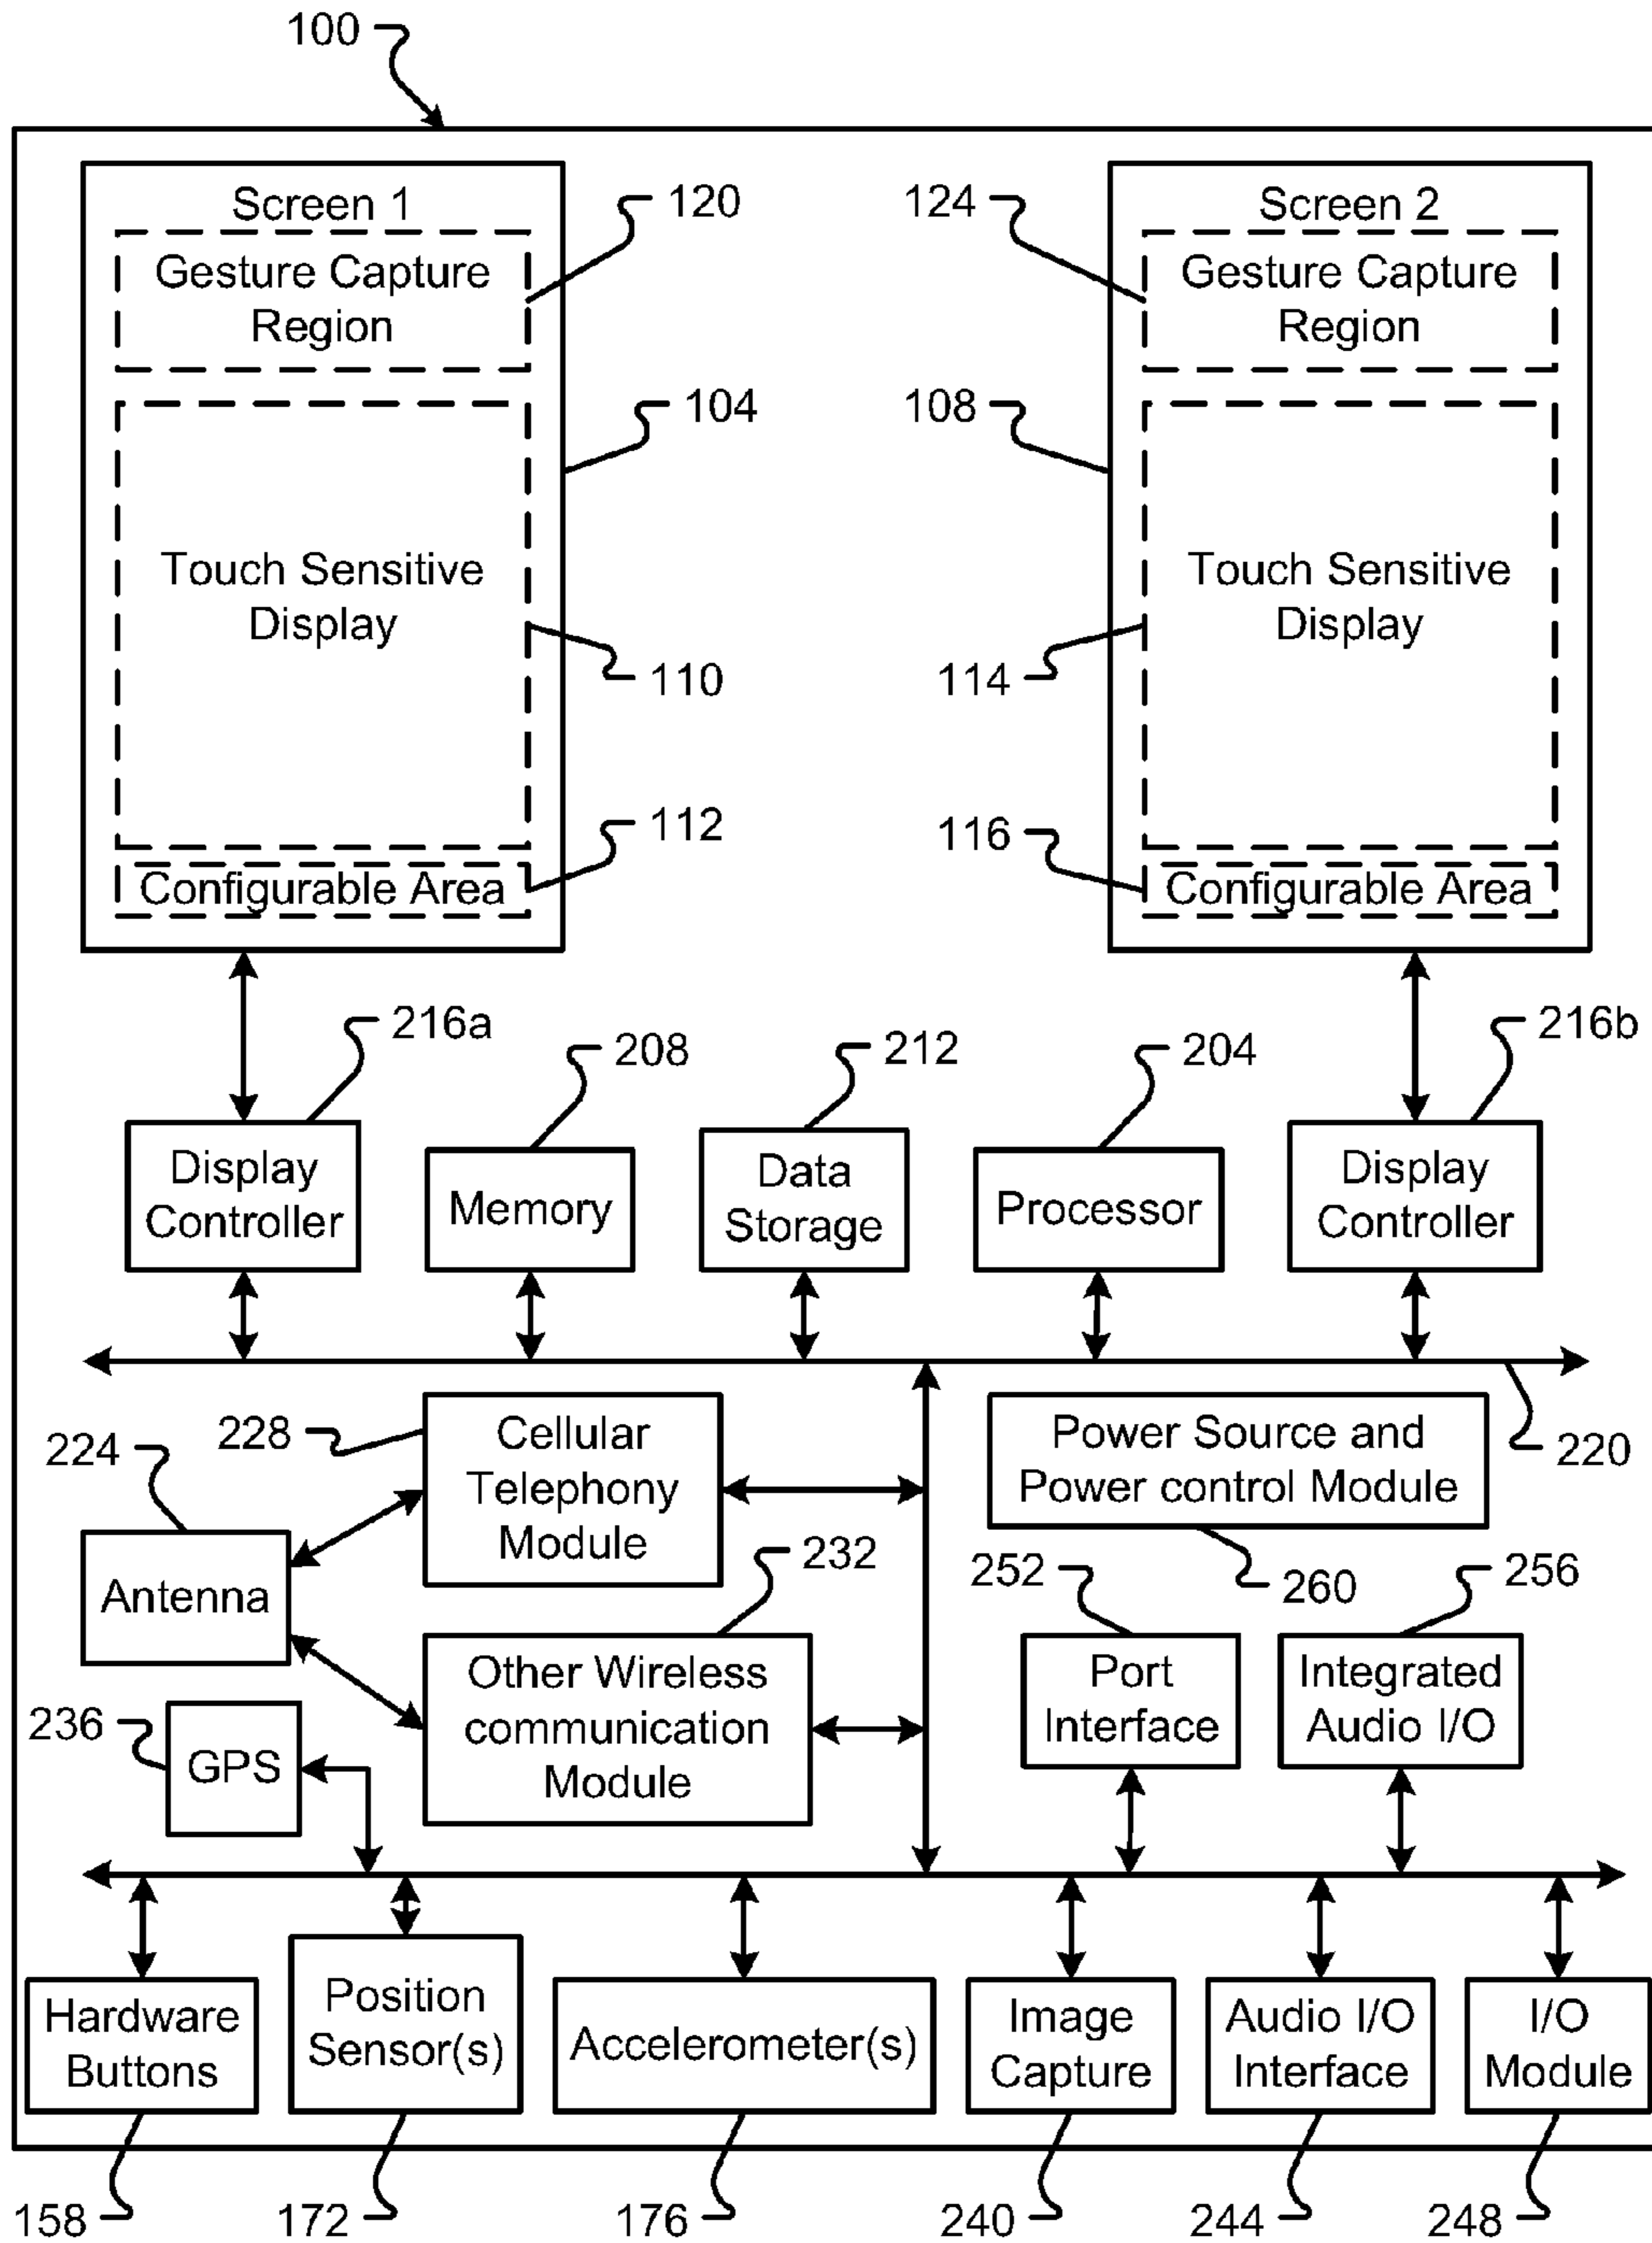 100
Screen 1
120
124
Screen 2
Gesture Capture
Region
Gesture Capture
Region
104
108
Touch Sensitive
Display
Touch Sensitive
Display
110
114
112
116
Configurable Area
Configurable Area
216a
208
212
204
216b
Display
Controller
Memory
Data
Storage
Processor
Display
Controller
228
224
Cellular
Telephony
Module
Power Source and
Power control Module
220
232
252
260
256
Antenna
Other Wireless
communication
Module
Port
Interface
Integrated
Audio I/O
236
GPS
Hardware
Buttons
Position
Sensor(s)
Accelerometer(s)
Image
Capture
Audio I/O
Interface
I/O
Module
158
172
176
240
244
248